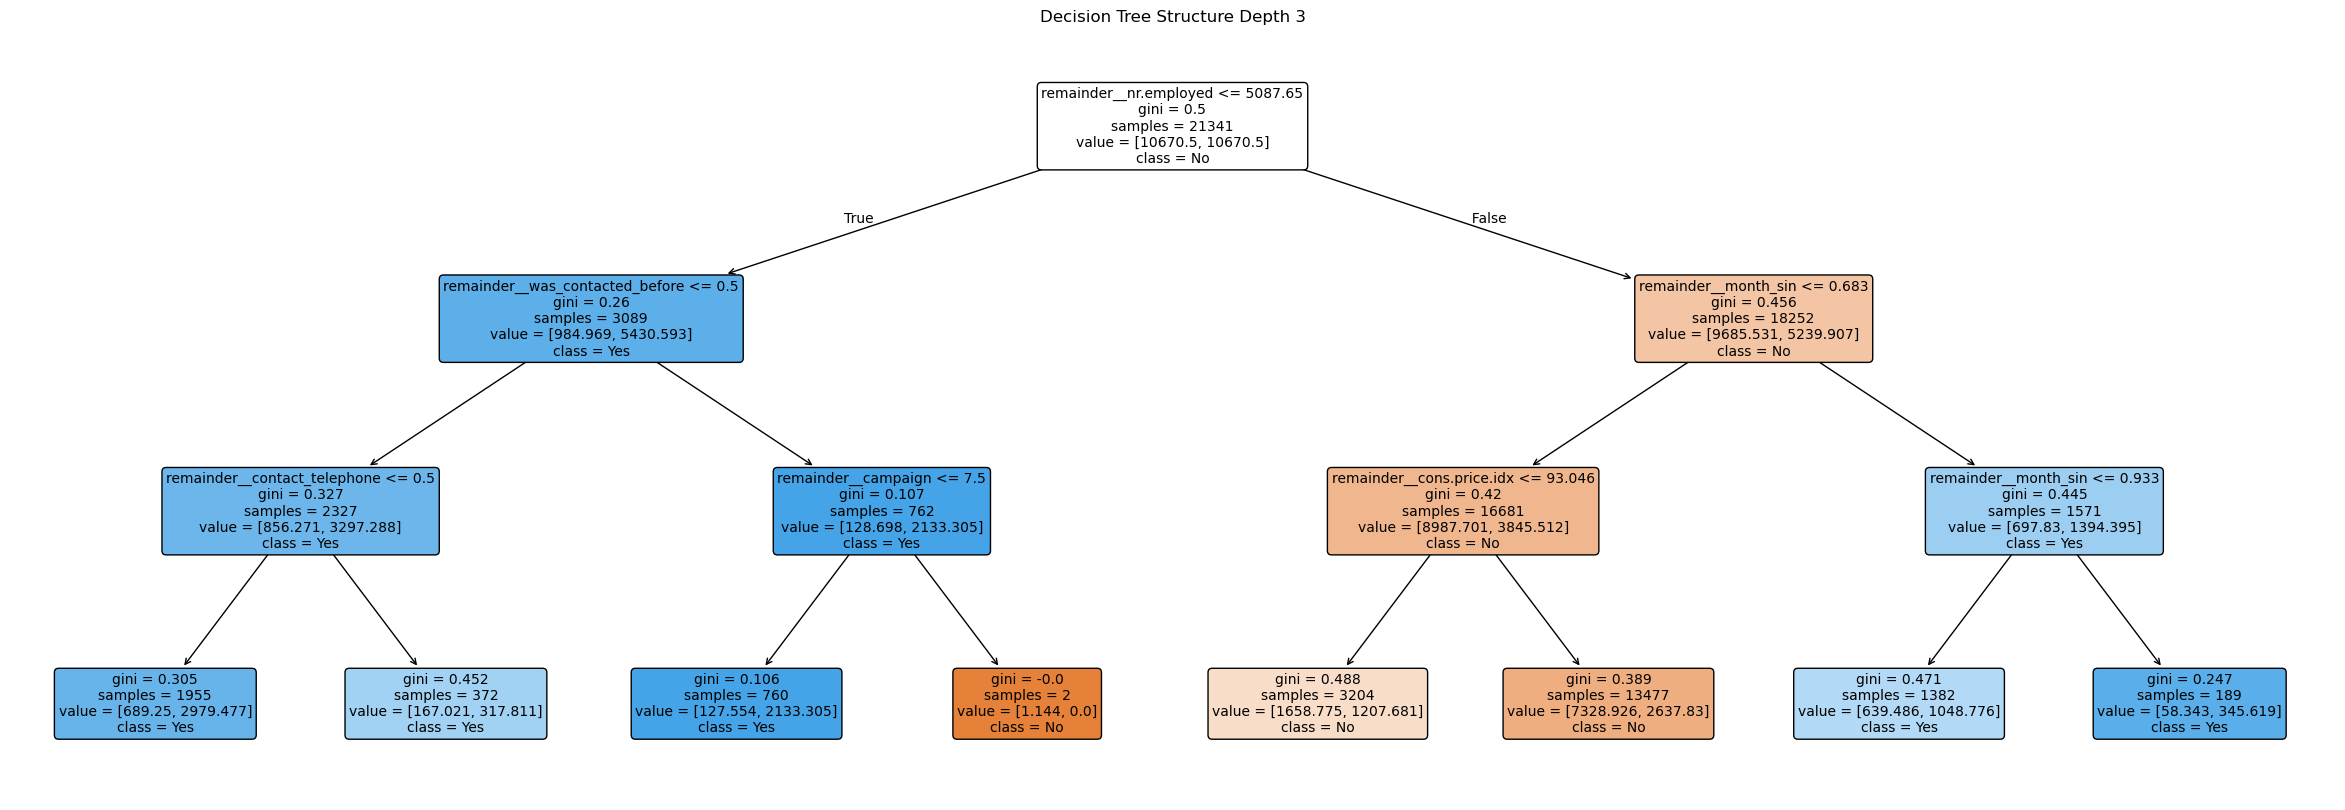 Decision Tree Structure Depth 3
remainder__nr.employed <= 5087.65
gini = 0.5
samples = 21341
value = [10670.5, 10670.5]
class = No
True
False
remainder__was_contacted_before <= 0.5
gini = 0.26
samples = 3089
value = [984.969, 5430.593]
class = Yes
remainder__month_sin <= 0.683
gini = 0.456
samples = 18252
value = [9685.531, 5239.907]
class = No
remainder__contact_telephone <= 0.5
gini = 0.327
samples = 2327
value = [856.271, 3297.288]
class = Yes
remainder__campaign <= 7.5
gini = 0.107
samples = 762
value = [128.698, 2133.305]
class = Yes
remainder__cons.price.idx <= 93.046
gini = 0.42
samples = 16681
value = [8987.701, 3845.512]
class = No
remainder__month_sin <= 0.933
gini = 0.445
samples = 1571
value = [697.83, 1394.395]
class = Yes
gini = 0.305
samples = 1955
value = [689.25, 2979.477]
class = Yes
gini = 0.452
samples = 372
value = [167.021, 317.811]
class = Yes
gini = 0.106
samples = 760
value = [127.554, 2133.305]
class = Yes
gini = -0.0
samples = 2
value = [1.144, 0.0]
class = No
gini = 0.488
samples = 3204
value = [1658.775, 1207.681]
class = No
gini = 0.389
samples = 13477
value = [7328.926, 2637.83]
class = No
gini = 0.471
samples = 1382
value = [639.486, 1048.776]
class = Yes
gini = 0.247
samples = 189
value = [58.343, 345.619]
class = Yes